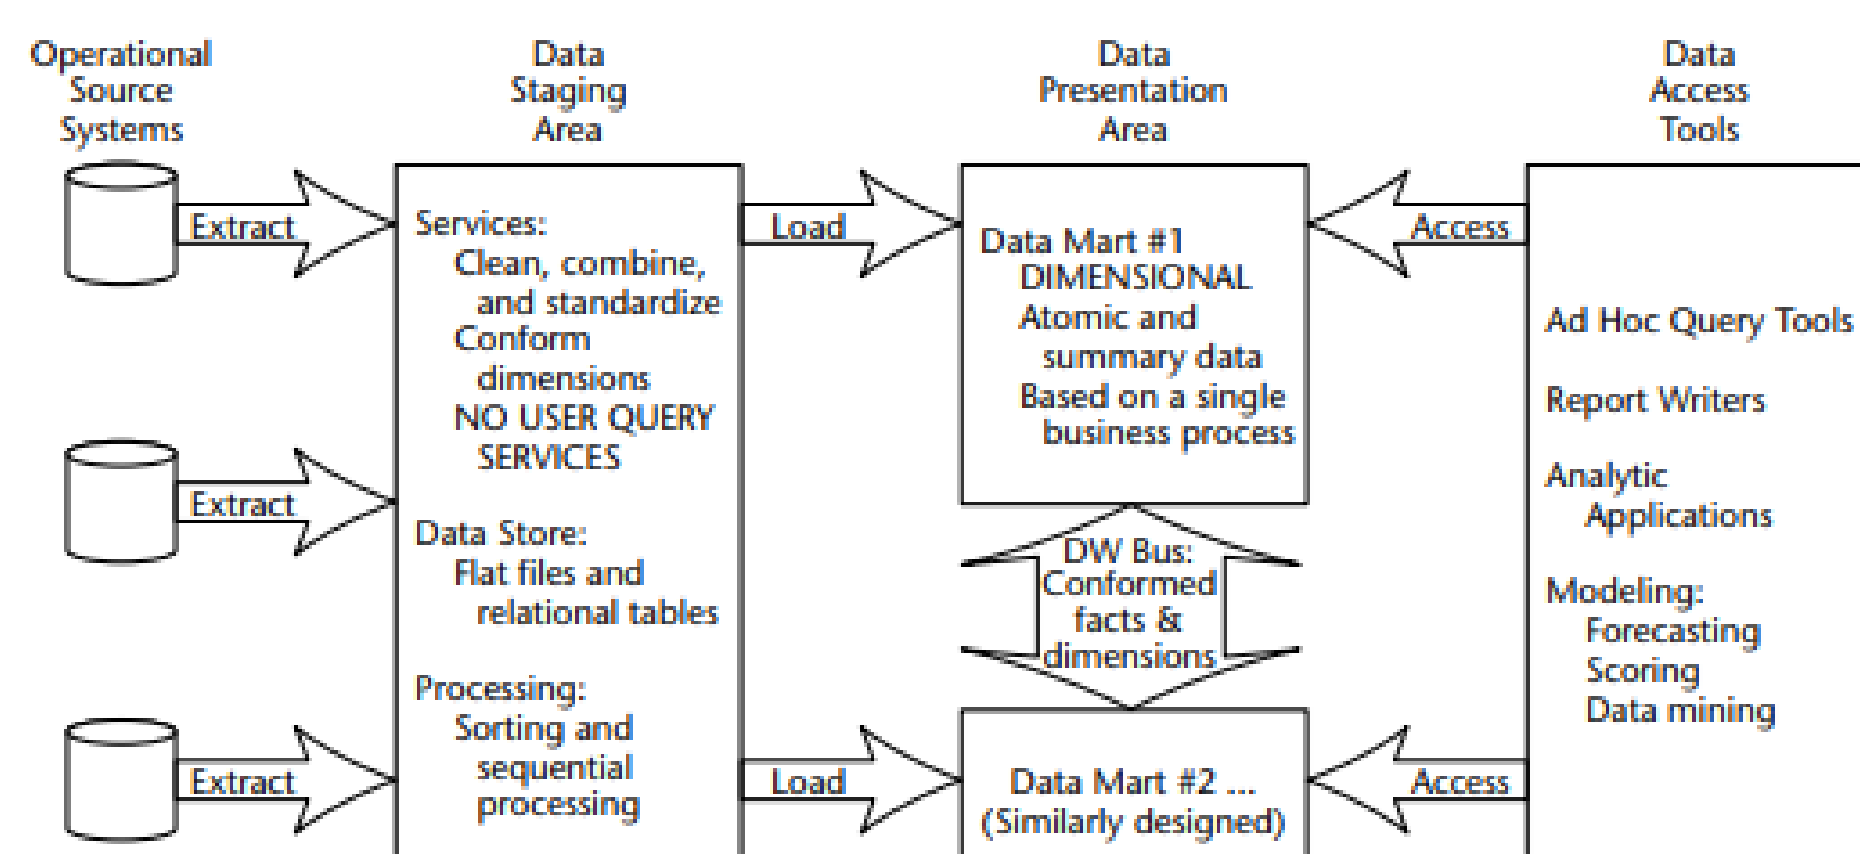 Operational
Source
Systems
Data
Staging
Area
Data
Presentation
Area
Data
Access
Tools
Extract
Extract
Extract
Services:
Clean, combine,
and standardize
Conform
dimensions
NO USER QUERY
SERVICES
Data Store:
Flat files and
relational tables
Processing:
Sorting and
sequential
processing
Load
Load
Data Mart #1
DIMENSIONAL
Atomic and
summary data
Based on a single
business process
DW Bus:
Conformed
facts &
dimensions
Data Mart #2 ...
(Similarly designed)
Access
Access
Ad Hoc Query Tools
Report Writers
Analytic
Applications
Modeling:
Forecasting
Scoring
Data mining